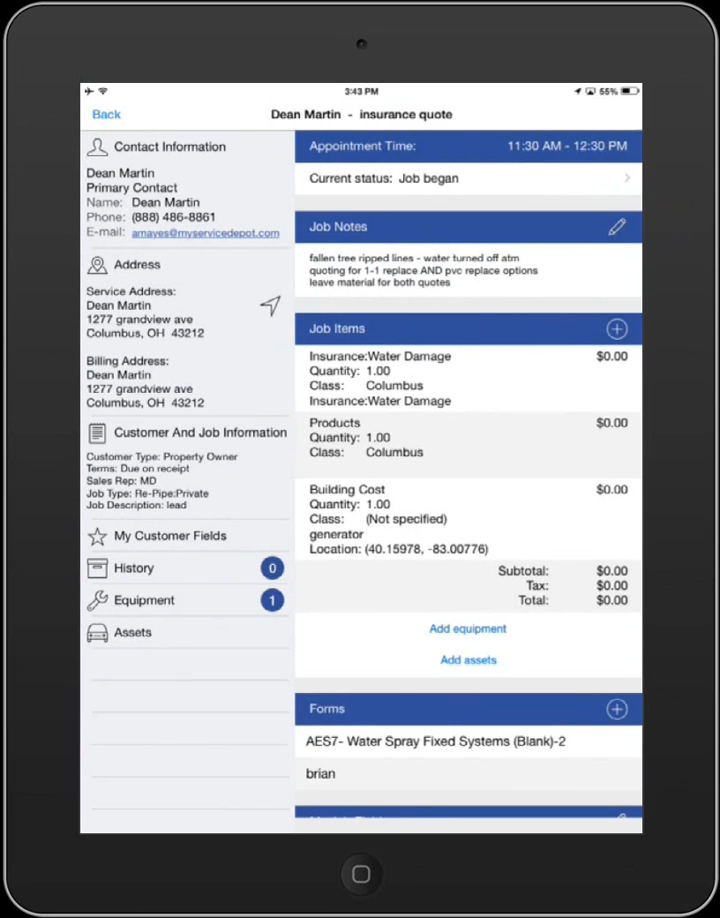 3:43 PM
55%
Back
Dean Martin - insurance quote
Contact Information
Dean Martin
Primary Contact
Name: Dean Martin
Phone: (888) 486-8861
E-mail: amayes@myservicedepot.com
Address
Service Address:
Dean Martin
1277 grandview ave
Columbus, OH 43212
Billing Address:
Dean Martin
1277 grandview ave
Columbus, OH 43212
Customer And Job Information
Customer Type: Property Owner
Terms: Due on receipt
Sales Rep: MD
Job Type: Re-Pipe:Private
Job Description: lead
My Customer Fields
History 0
Equipment 1
Assets
Appointment Time: 11:30 AM - 12:30 PM
Current status: Job began
Job Notes
fallen tree ripped lines - water turned off atm
quoting for 1-1 replace AND pvc replace options
leave material for both quotes
Job Items
Insurance:Water Damage $0.00
Quantity: 1.00
Class: Columbus
Insurance:Water Damage
Products $0.00
Quantity: 1.00
Class: Columbus
Building Cost $0.00
Quantity: 1.00
Class: (Not specified)
generator
Location: (40.15978, -83.00776)
Subtotal: $0.00
Tax: $0.00
Total: $0.00
Add equipment
Add assets
Forms
AES7- Water Spray Fixed Systems (Blank)-2
brian